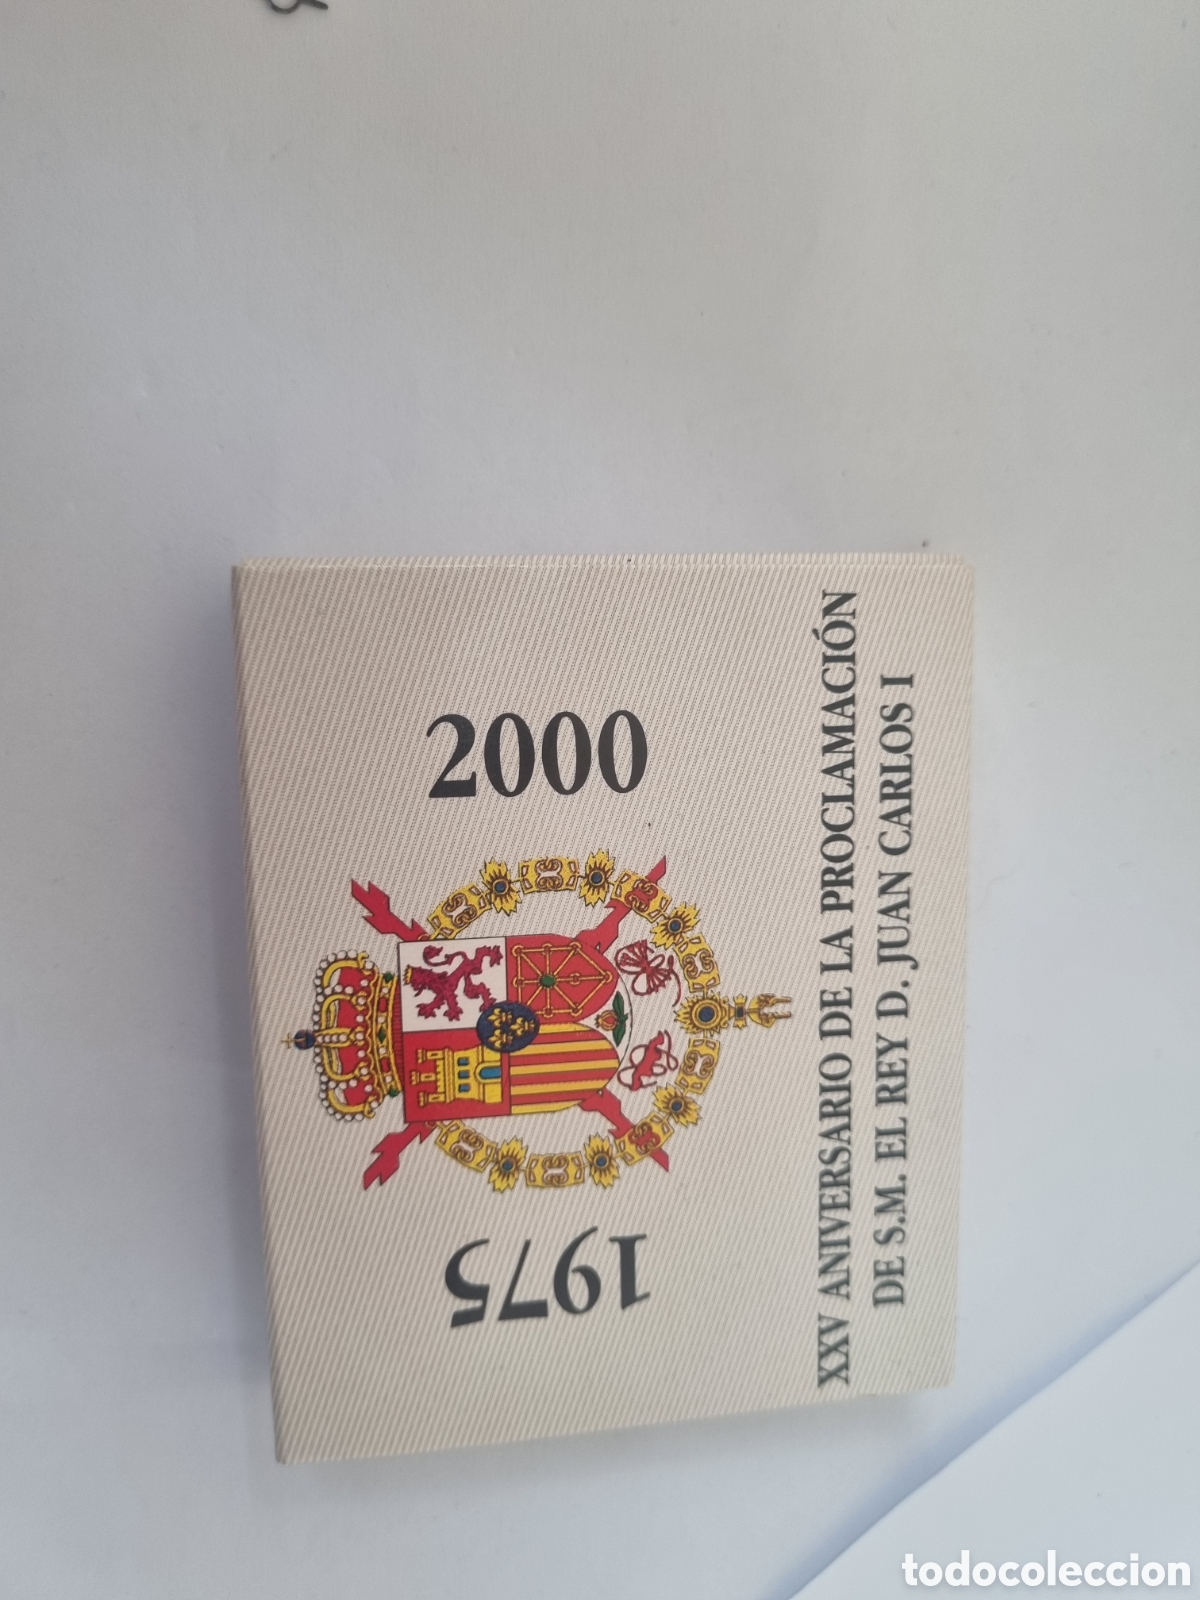 1975
2000
XXV ANIVERSARIO DE LA PROCLAMACIÓN
DE S.M. EL REY D. JUAN CARLOS I
todocoleccion